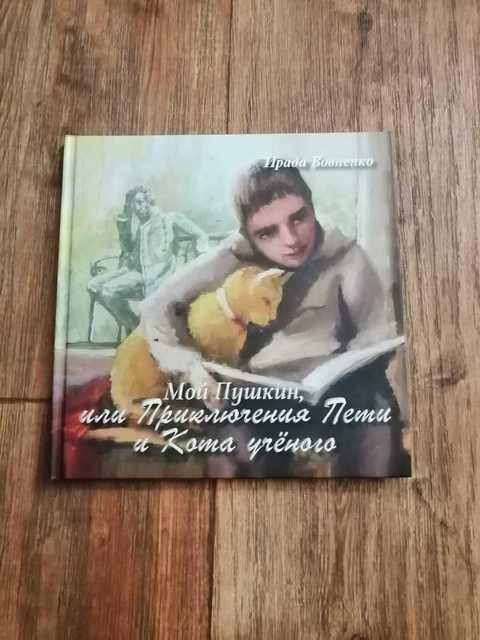 Ирада Вовненко
Мой Пушкин,
или Приключения Пети
и Кота учёного